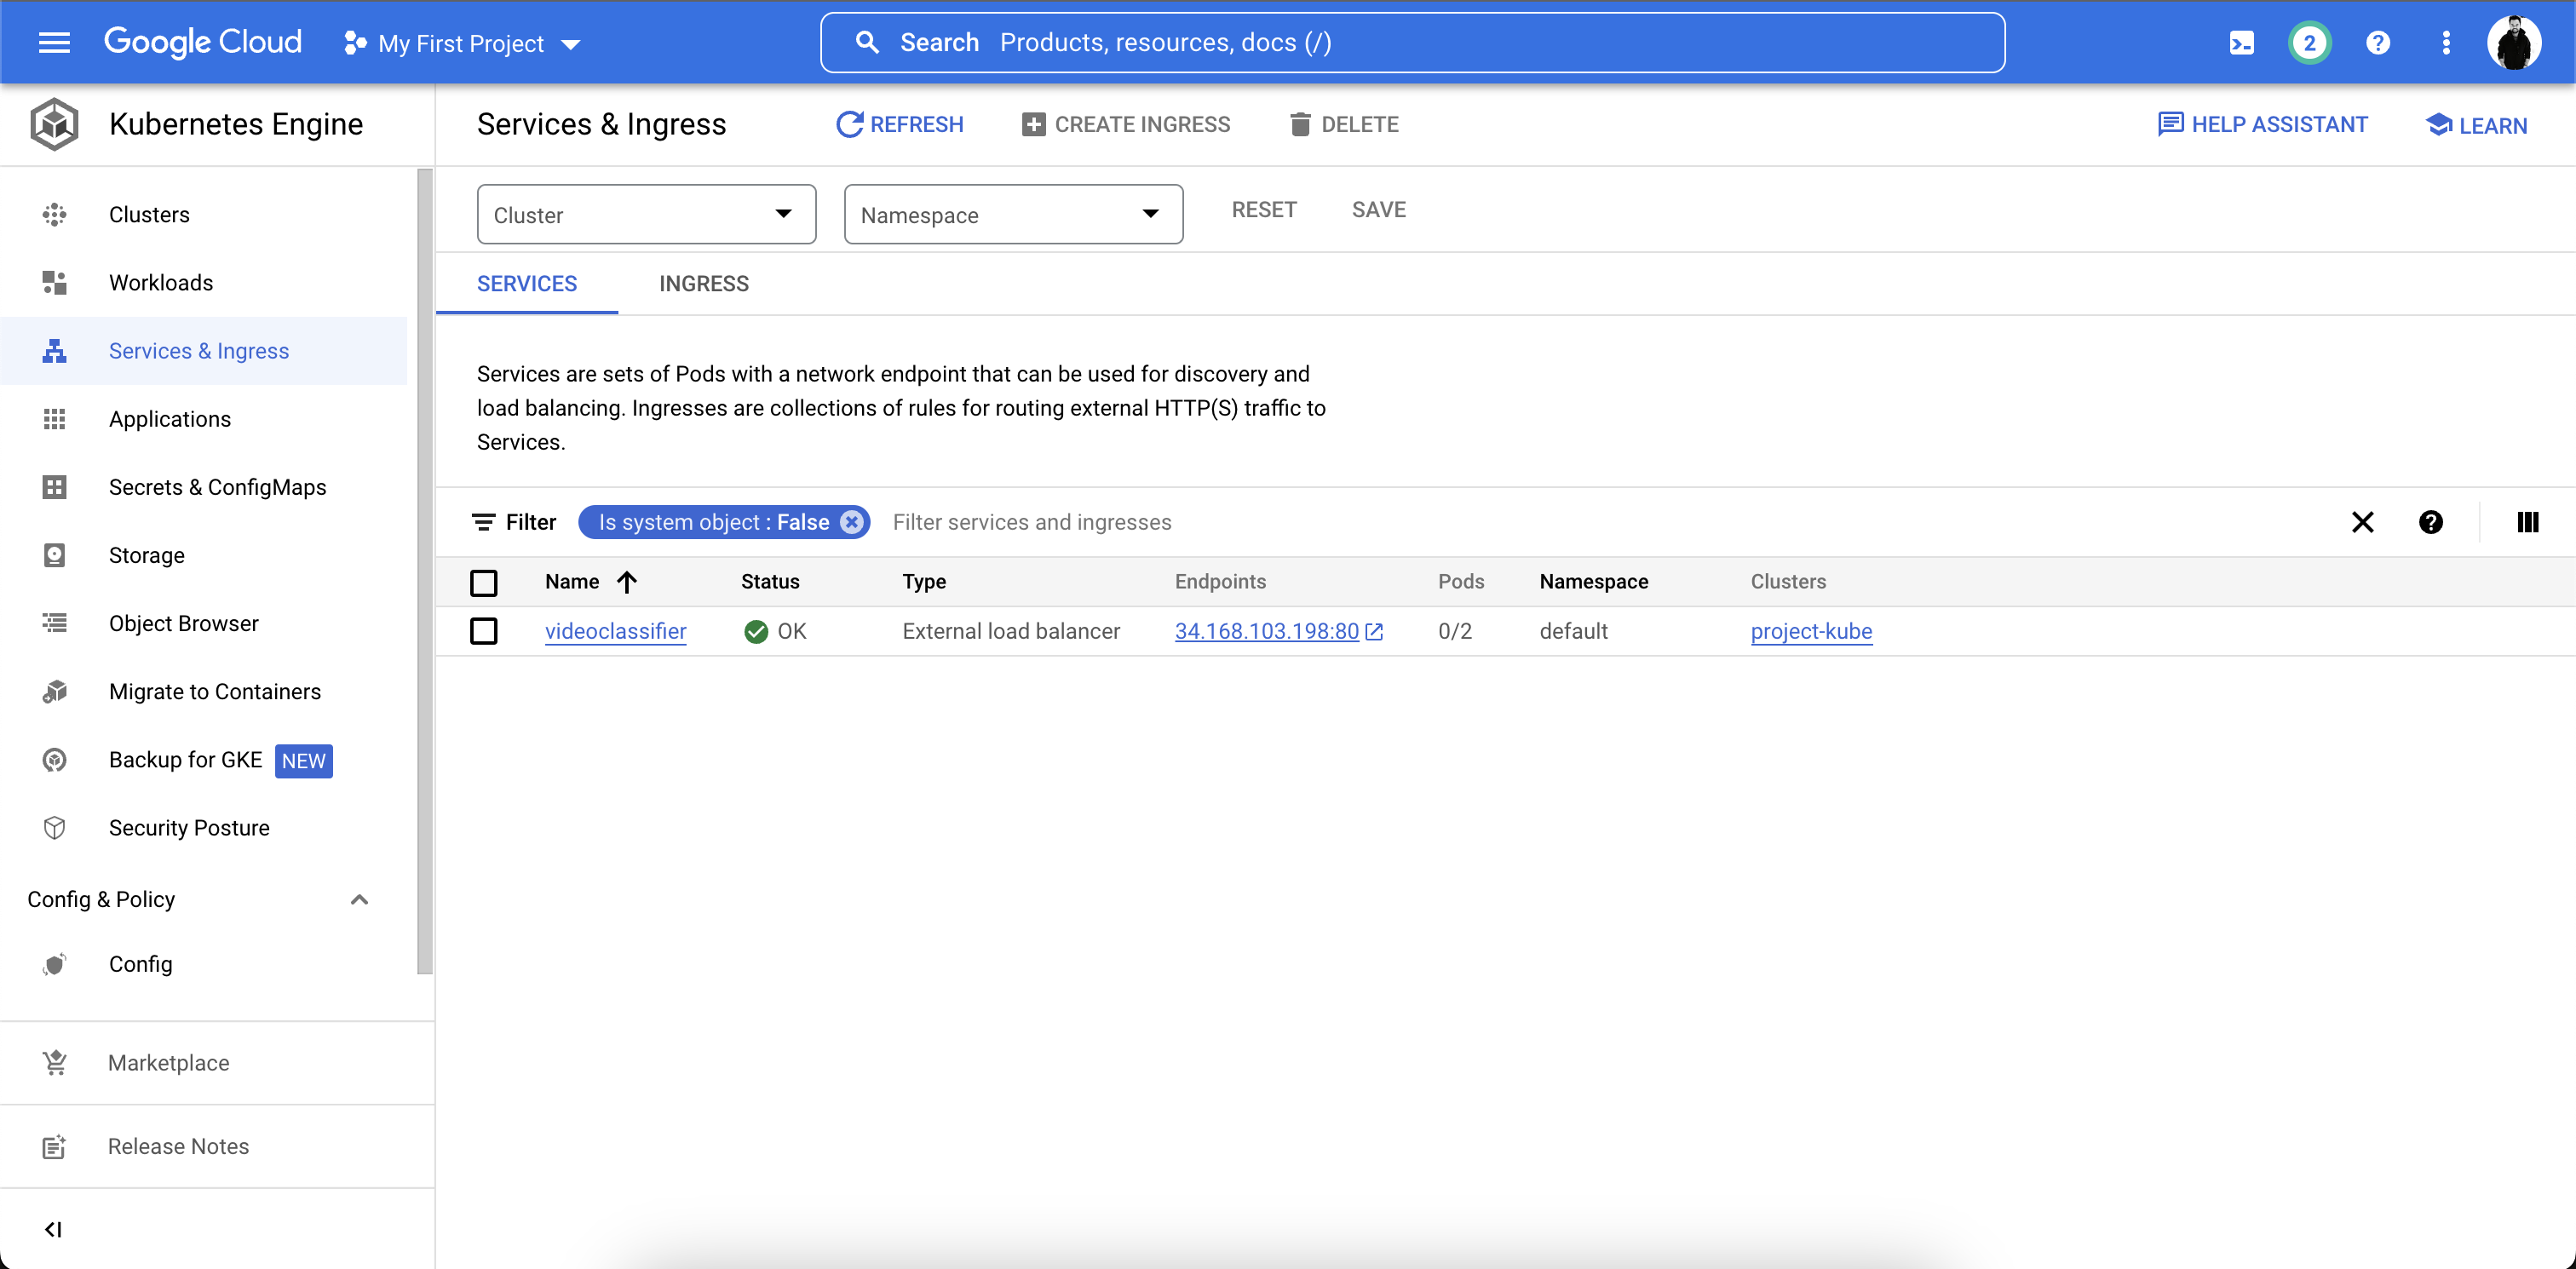 Google Cloud
My First Project
Search Products, resources, docs (/)
2
Kubernetes Engine
Services & Ingress
REFRESH
CREATE INGRESS
DELETE
HELP ASSISTANT
LEARN
Clusters
Workloads
Services & Ingress
Applications
Secrets & ConfigMaps
Storage
Object Browser
Migrate to Containers
Backup for GKE NEW
Security Posture
Config & Policy
Config
Marketplace
Release Notes
Cluster
Namespace
RESET
SAVE
SERVICES
INGRESS
Services are sets of Pods with a network endpoint that can be used for discovery and
load balancing. Ingresses are collections of rules for routing external HTTP(S) traffic to
Services.
Filter Is system object : False Filter services and ingresses
Name Status Type Endpoints Pods Namespace Clusters
videoclassifier OK External load balancer 34.168.103.198:80 0/2 default project-kube